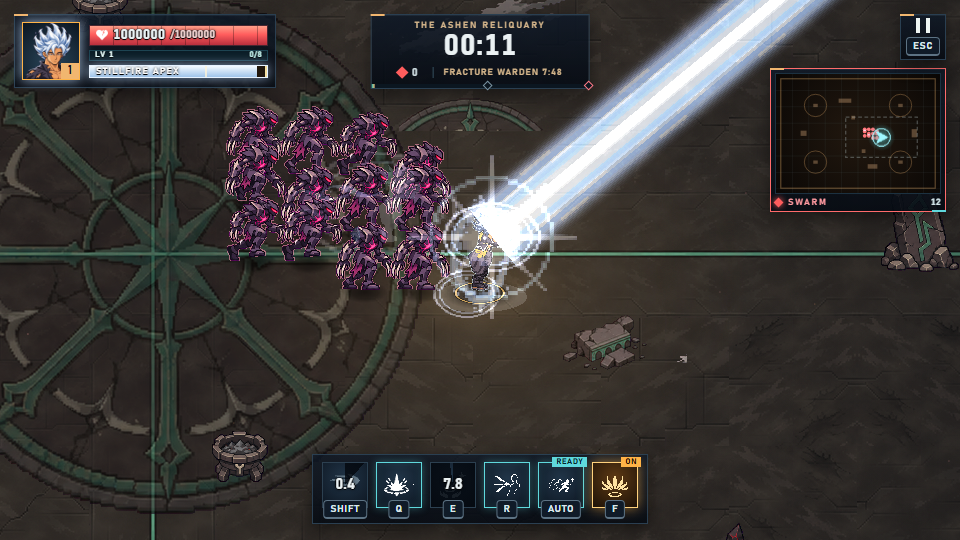 1000000 /1000000
LV 1 0/8
1
STILLFIRE APEX
THE ASHEN RELIQUARY
00:11
0 FRACTURE WARDEN 7:48
ESC
SWARM 12
READY ON
0.4 7.8
SHIFT Q E R AUTO F